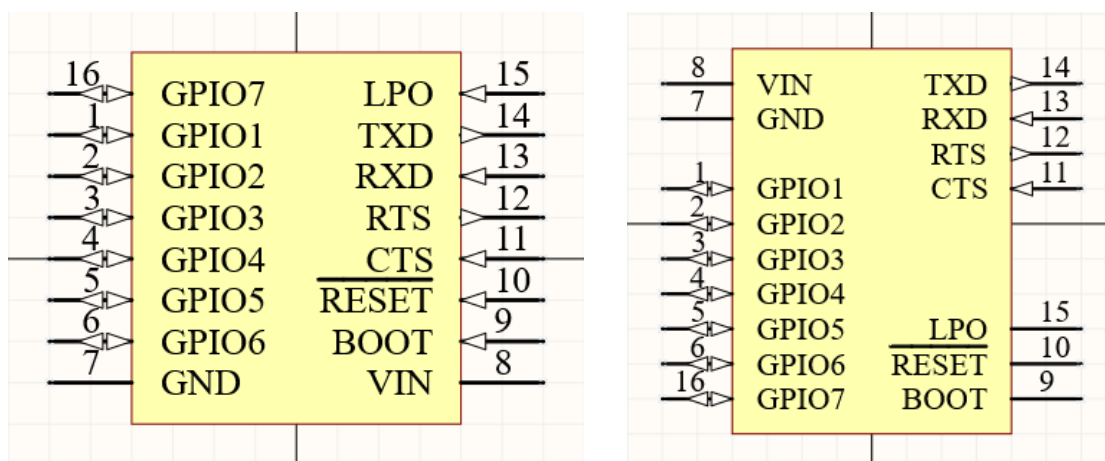 16 GPIO7 LPO 15
1 GPIO1 TXD 14
2 GPIO2 RXD 13
3 GPIO3 RTS 12
4 GPIO4 CTS 11
5 GPIO5 RESET 10
6 GPIO6 BOOT 9
7 GND VIN 8
8 VIN TXD 14
7 GND RXD 13
RTS 12
1 GPIO1 CTS 11
2 GPIO2
3 GPIO3
4 GPIO4
5 GPIO5 LPO 15
6 GPIO6 RESET 10
16 GPIO7 BOOT 9